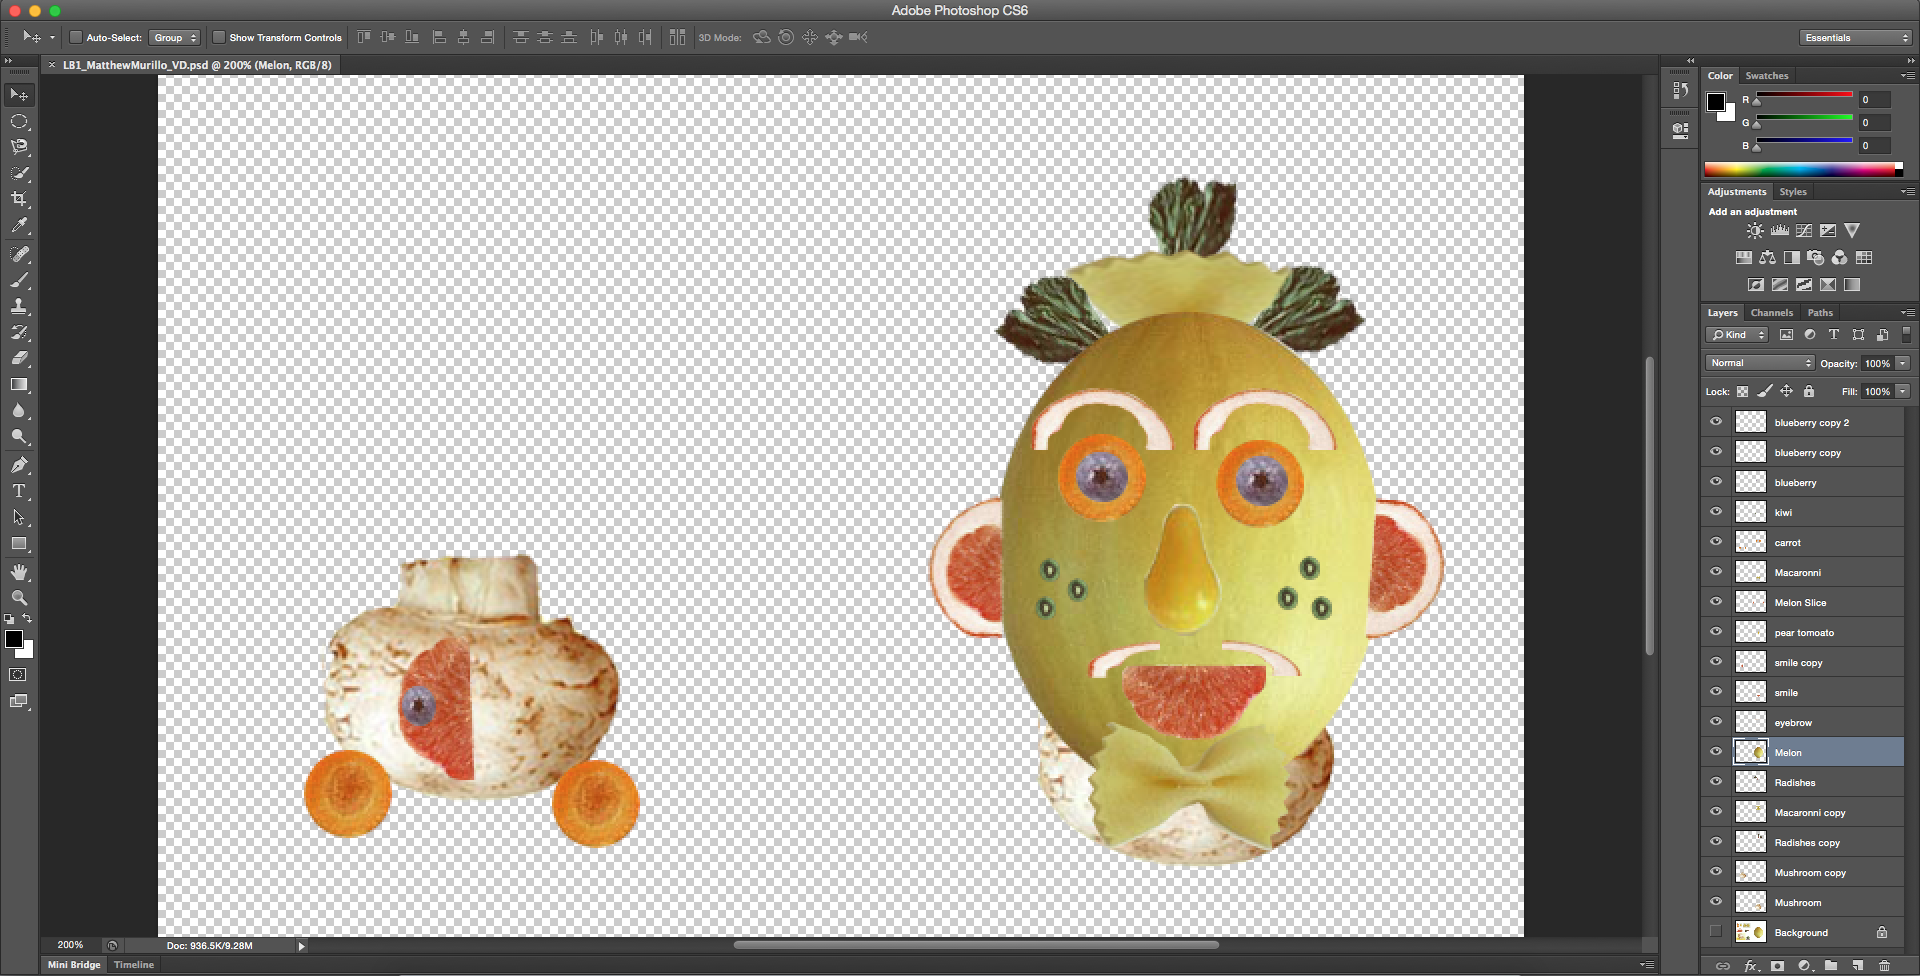 Adobe Photoshop CS6
Auto-Select: Group Show Transform Controls 3D Mode: Essentials
× LB1_MatthewMurillo_VD.psd @ 200% (Melon, RGB/8)
Color Swatches
R 0
G 0
B 0
Adjustments Styles
Add an adjustment
Layers Channels Paths
Kind T
Normal Opacity: 100%
Lock: Fill: 100%
blueberry copy 2
blueberry copy
blueberry
kiwi
carrot
Macaronni
Melon Slice
pear tomoato
smile copy
smile
eyebrow
Melon
Radishes
Macaronni copy
Radishes copy
Mushroom copy
Mushroom
Background
fx
T
200% Doc: 936.5K/9.28M
Mini Bridge Timeline